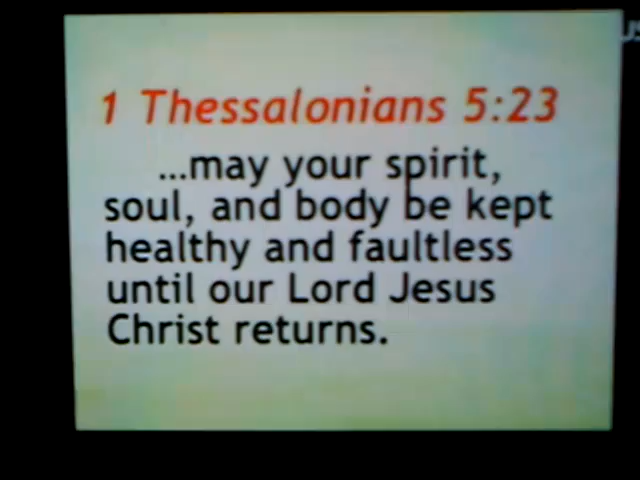 1 Thessalonians 5:23
...may your spirit,
soul, and body be kept
healthy and faultless
until our Lord Jesus
Christ returns.